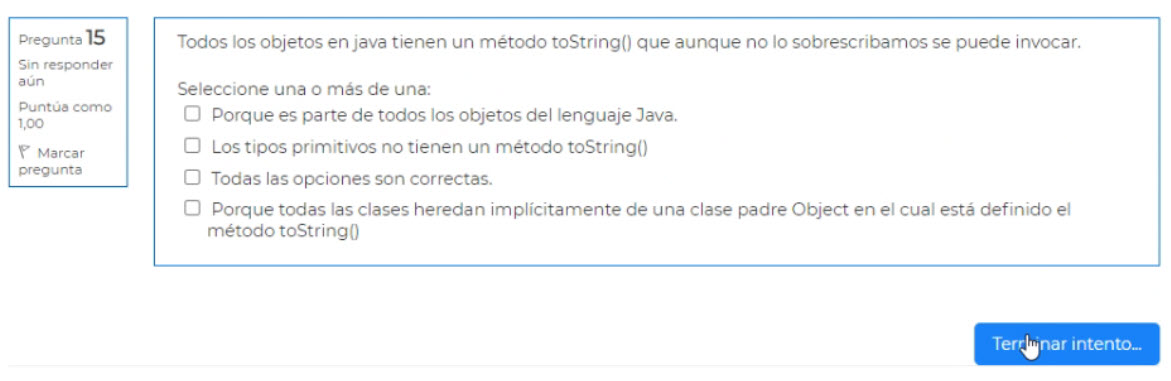 Pregunta 15
Sin responder
aún
Puntúa como
1,00
Marcar
pregunta
Todos los objetos en java tienen un método toString() que aunque no lo sobrescribamos se puede invocar.
Seleccione una o más de una:
Porque es parte de todos los objetos del lenguaje Java.
Los tipos primitivos no tienen un método toString()
Todas las opciones son correctas.
Porque todas las clases heredan implícitamente de una clase padre Object en el cual está definido el
método toString()
Terminar intento...